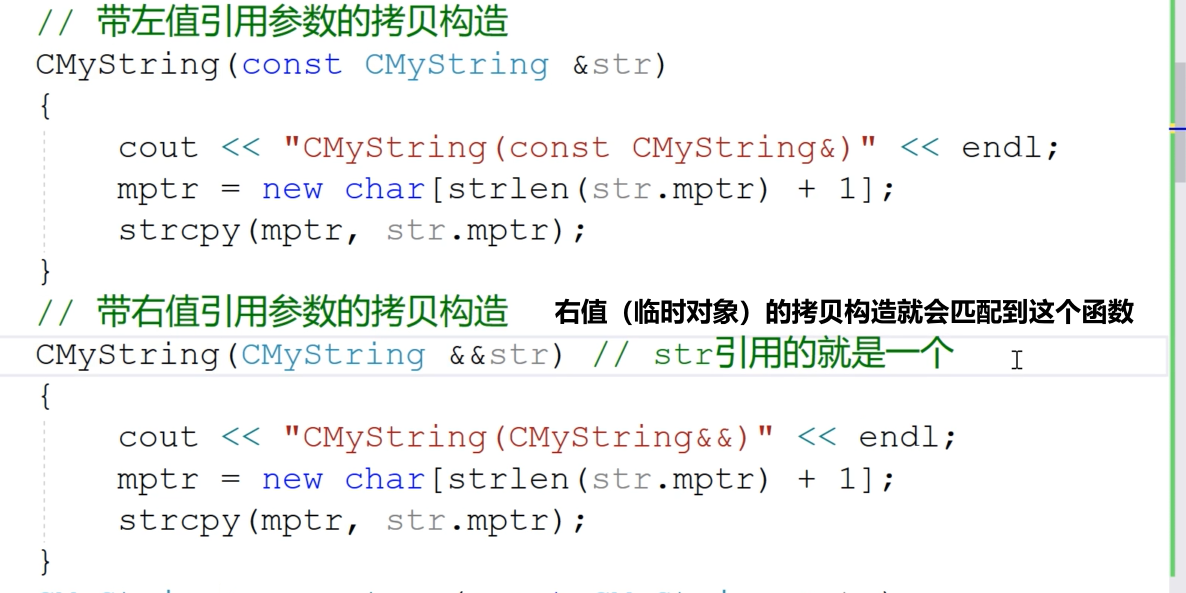 // 带左值引用参数的拷贝构造
CMyString(const CMyString &str)
{
cout << "CMyString(const CMyString&)" << endl;
mptr = new char[strlen(str.mptr) + 1];
strcpy(mptr, str.mptr);
}
// 带右值引用参数的拷贝构造 右值（临时对象）的拷贝构造就会匹配到这个函数
CMyString(CMyString &&str) // str引用的就是一个
{
cout << "CMyString(CMyString&&)" << endl;
mptr = new char[strlen(str.mptr) + 1];
strcpy(mptr, str.mptr);
}